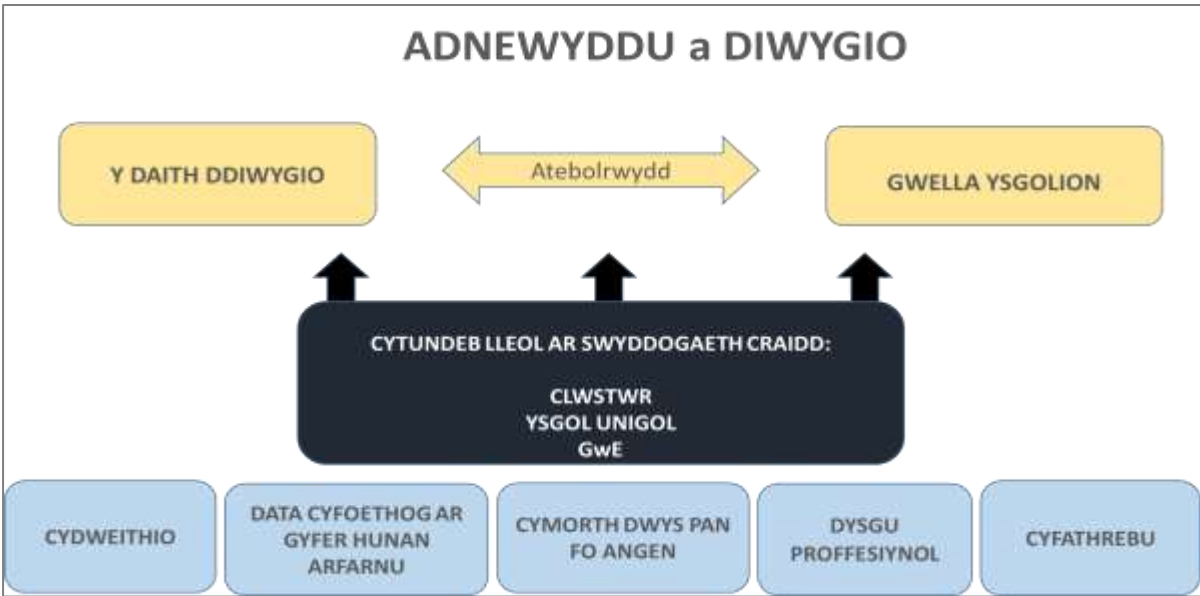 ADNEWYDDU a DIWYGIO
Y DAITH DDIWYGIO
Atebolrwydd
GWELLA YSGOLION
CYTUNDEB LLEOL AR SWYDDOGAETH CRAIDD:
CLWSTWR
YSGOL UNIGOL
GwE
CYDWEITHIO
DATA CYFOETHOG AR
GYFER HUNAN
ARFARNU
CYMORTH DWYS PAN
FO ANGEN
DYSGU
PROFFESIYNOL
CYFATHREBU